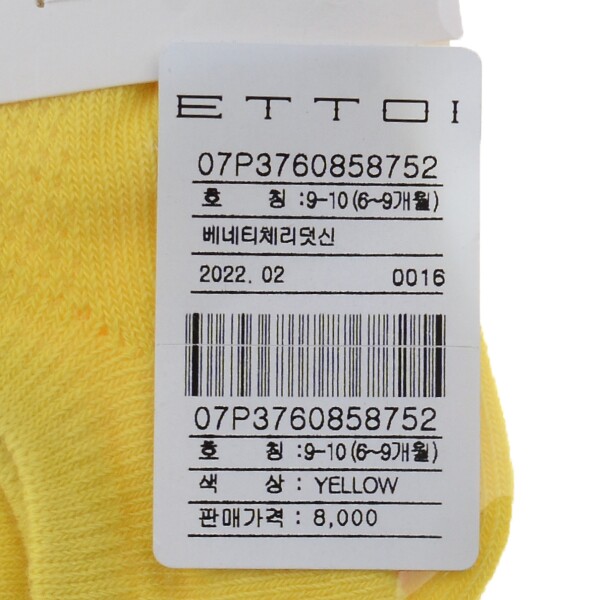 ETTOI
07P3760858752
호 칭 :9-10(6~9개월)
베네티체리덧신
2022.02 0016
07P3760858752
호 칭 :9-10(6~9개월)
색 상 : YELLOW
판매가격 : 8,000